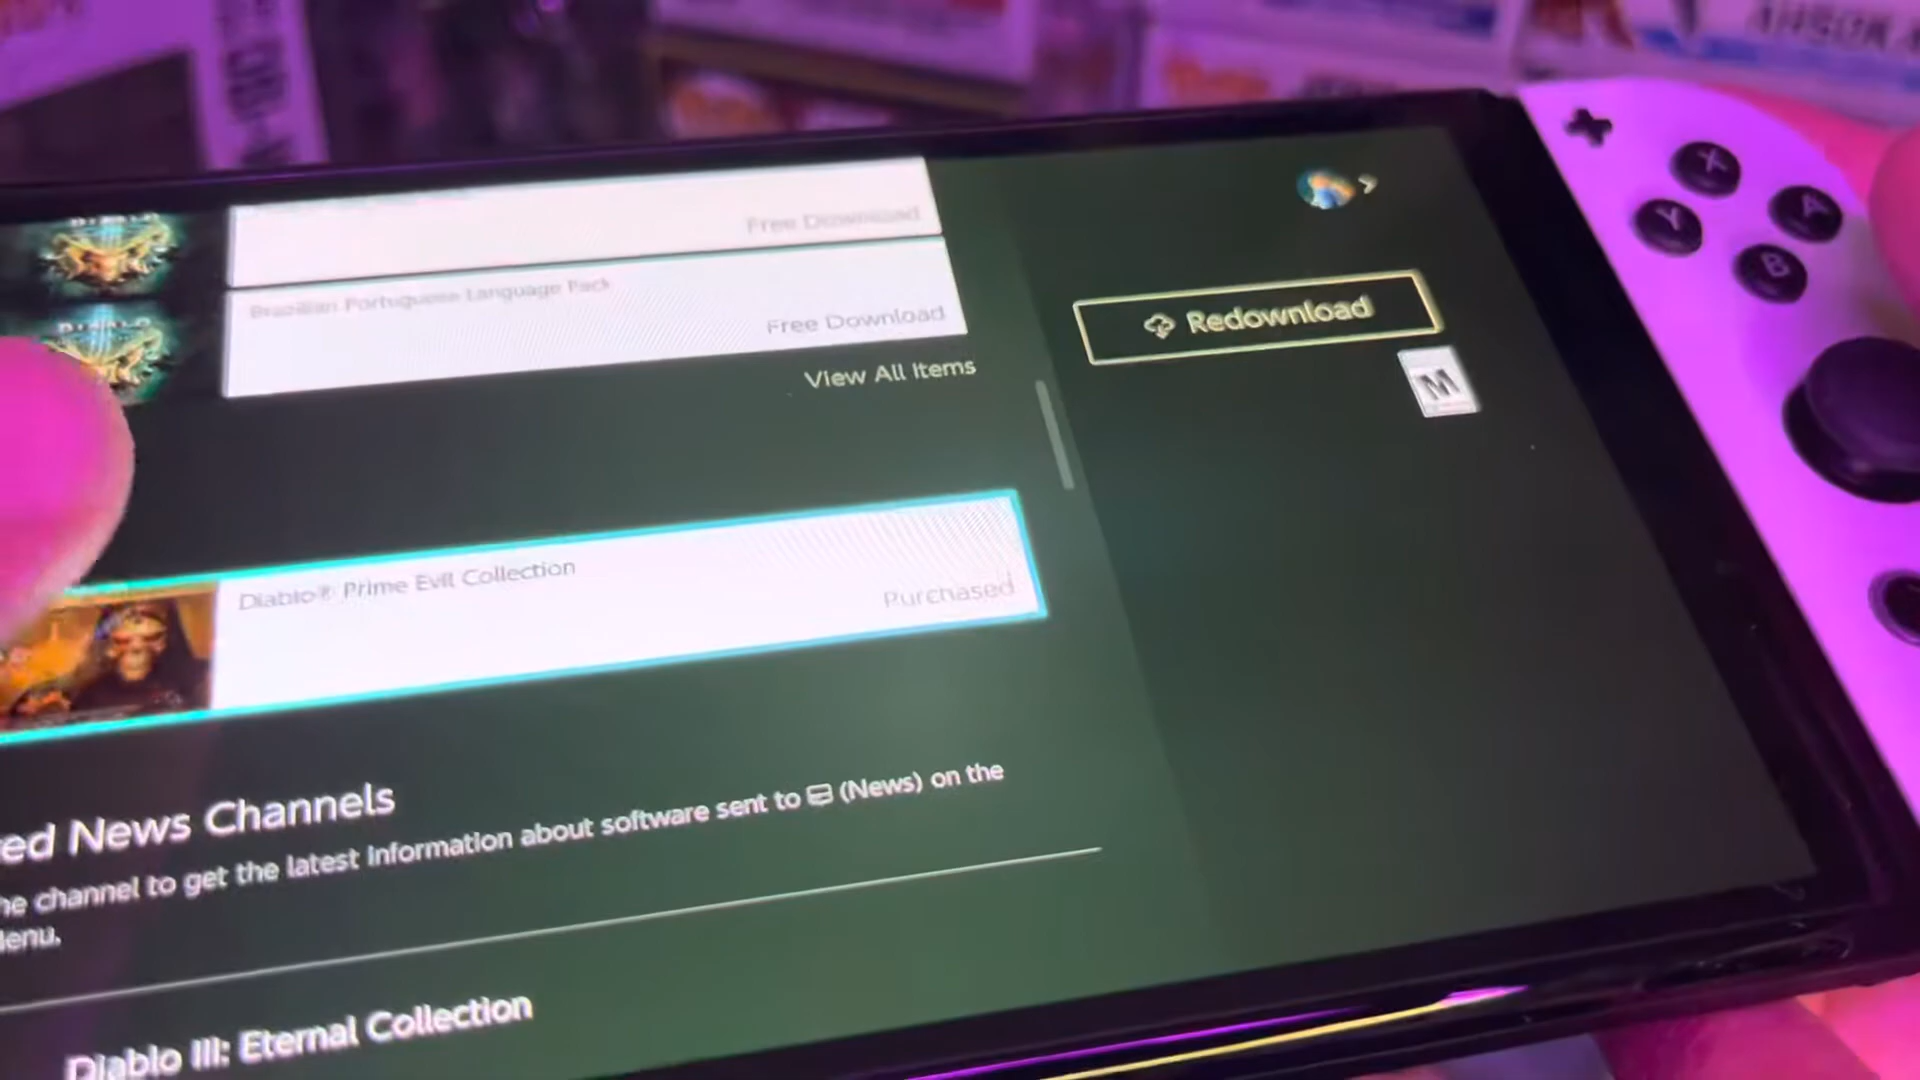 Free Download
Brazilian Portuguese Language Pack
Free Download
View All Items
Redownload
M
Diablo® Prime Evil Collection
Purchased
ed News Channels
he channel to get the latest information about software sent to (News) on the
enu.
Diablo III: Eternal Collection
X
Y
A
B
DIABLO
DIABLO